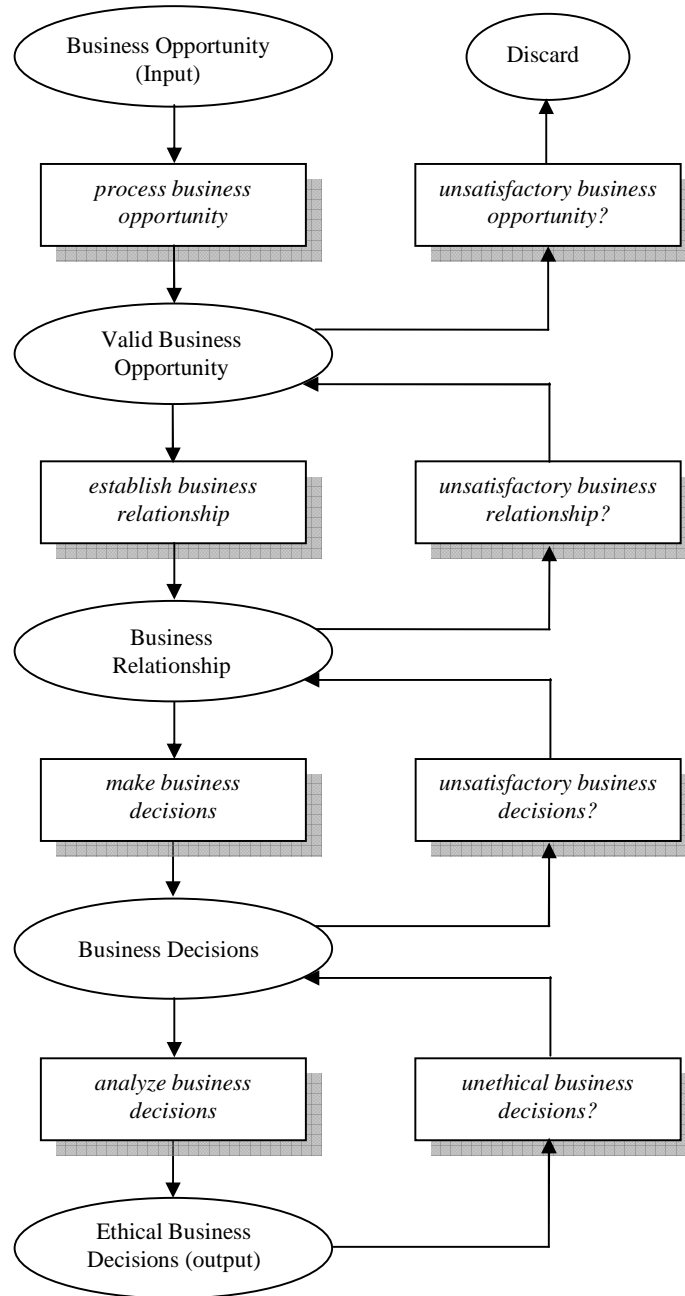 Business Opportunity
(Input)
Discard
process business
opportunity
unsatisfactory business
opportunity?
Valid Business
Opportunity
establish business
relationship
unsatisfactory business
relationship?
Business
Relationship
make business
decisions
unsatisfactory business
decisions?
Business Decisions
analyze business
decisions
unethical business
decisions?
Ethical Business
Decisions (output)